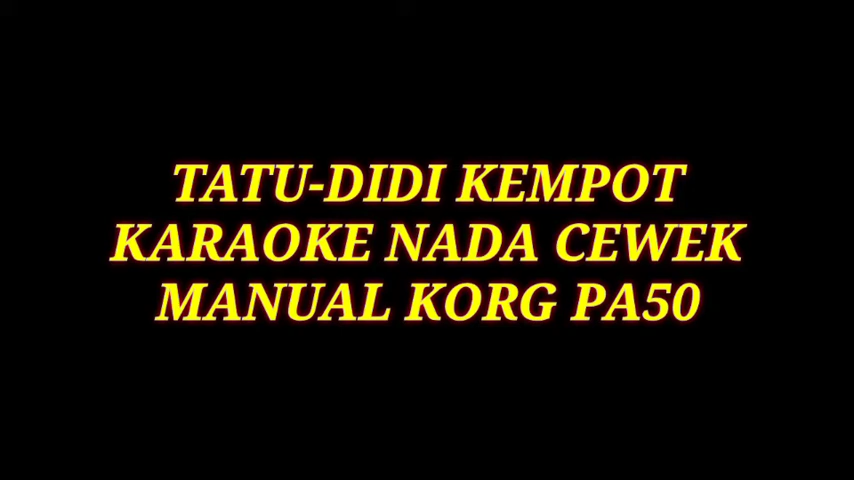 TATU-DIDI KEMPOT
KARAOKE NADA CEWEK
MANUAL KORG PA50